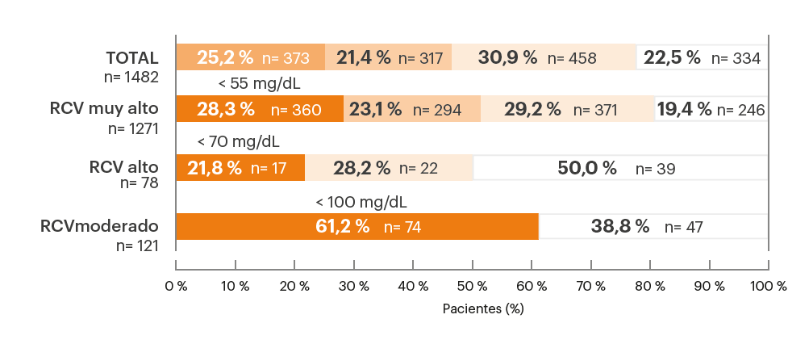 TOTAL 25,2 % n= 373 21,4 % n= 317 30,9 % n= 458 22,5 % n= 334
n= 1482
< 55 mg/dL
RCV muy alto 28,3 % n= 360 23,1 % n= 294 29,2 % n= 371 19,4 % n= 246
n= 1271
< 70 mg/dL
RCV alto 21,8 % n= 17 28,2 % n= 22 50,0 % n= 39
n= 78
< 100 mg/dL
RCVmoderado 61,2 % n= 74 38,8 % n= 47
n= 121
0 % 10 % 20 % 30 % 40 % 50 % 60 % 70 % 80 % 90 % 100 %
Pacientes (%)